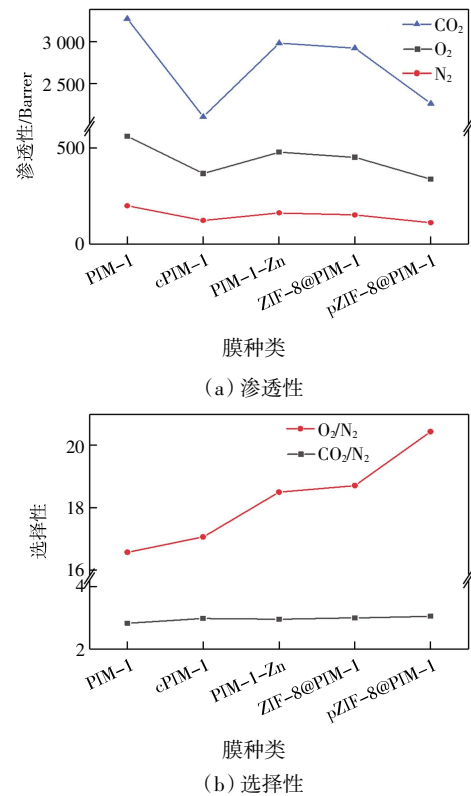 CO₂
O₂
N₂
3 000
2 500
500
0
渗透性/Barrer
PIM-1
cPIM-1
PIM-1-Zn
ZIF-8@PIM-1
pZIF-8@PIM-1
膜种类
(a) 渗透性
O₂/N₂
CO₂/N₂
20
18
16
4
2
选择性
PIM-1
cPIM-1
PIM-1-Zn
ZIF-8@PIM-1
pZIF-8@PIM-1
膜种类
(b) 选择性